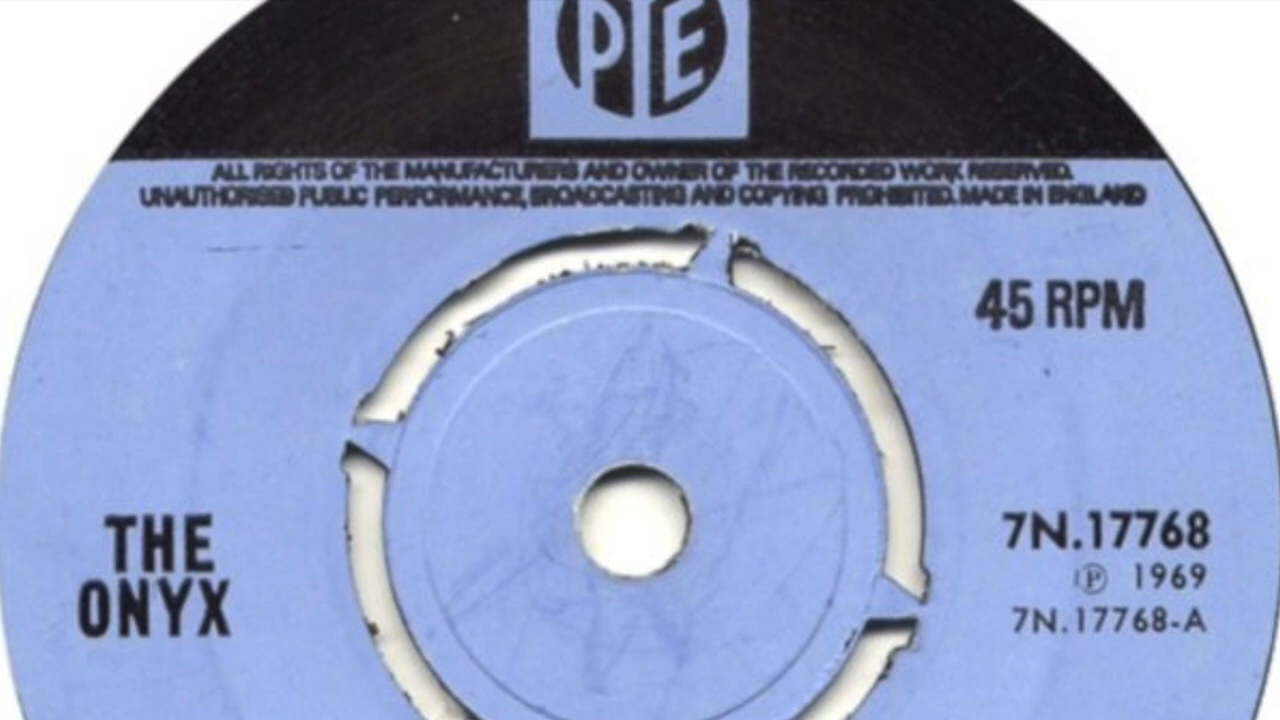 PYE
ALL RIGHTS OF THE MANUFACTURERS AND OWNER OF THE RECORDED WORK RESERVED.
UNAUTHORISED PUBLIC PERFORMANCE, BROADCASTING AND COPYING PROHIBITED. MADE IN ENGLAND
45 RPM
THE
ONYX
7N.17768
Ⓟ 1969
7N.17768-A